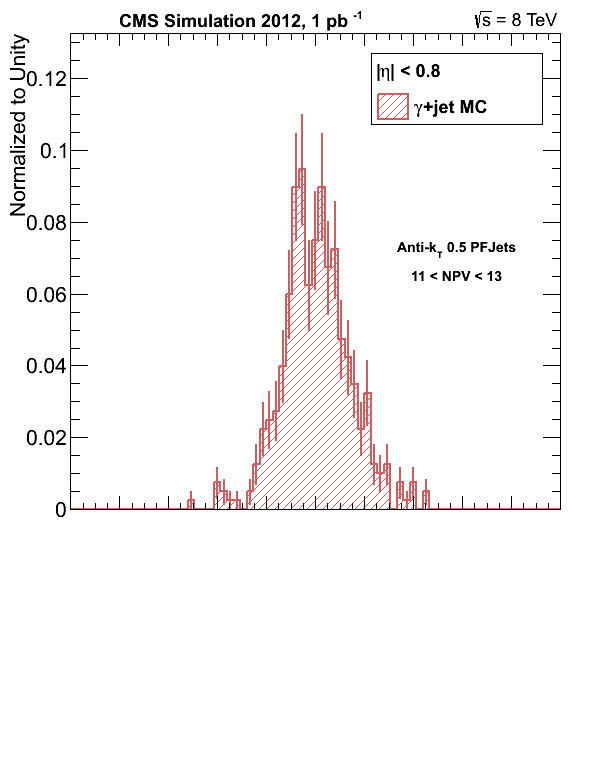 CMS Simulation 2012, 1 pb⁻¹
√s = 8 TeV
Normalized to Unity
0.12
0.1
0.08
0.06
0.04
0.02
0
|η| < 0.8
γ+jet MC
Anti-k_T 0.5 PFJets
11 < NPV < 13